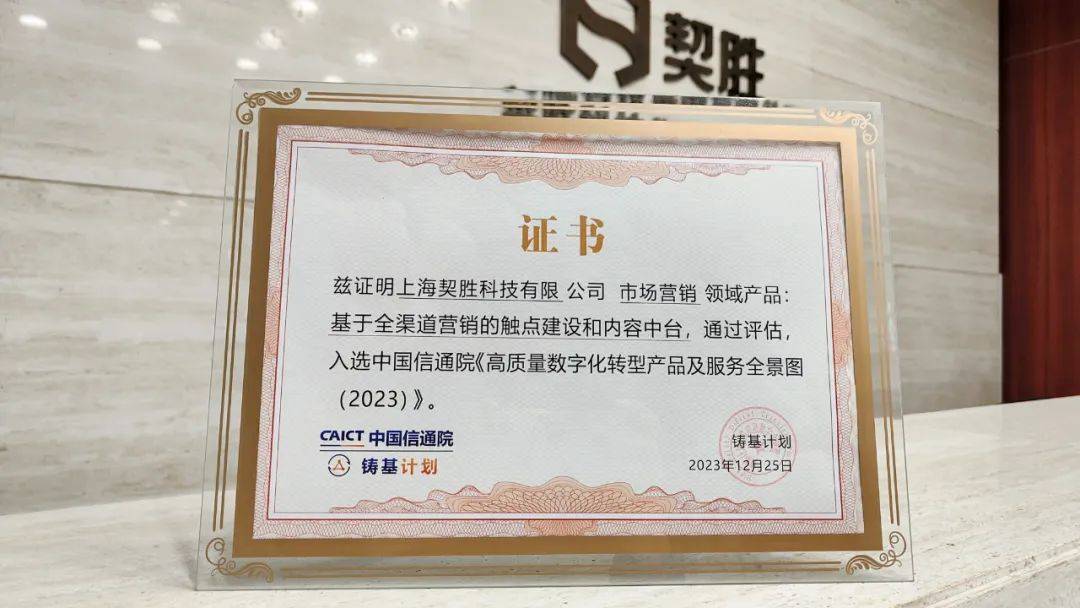 契胜
证书
兹证明上海契胜科技有限 公司 市场营销 领域产品：
基于全渠道营销的触点建设和内容中台，通过评估，
入选中国信通院《高质量数字化转型产品及服务全景图
（2023）》。
CAICT 中国信通院
铸基计划
铸基计划
2023年12月25日